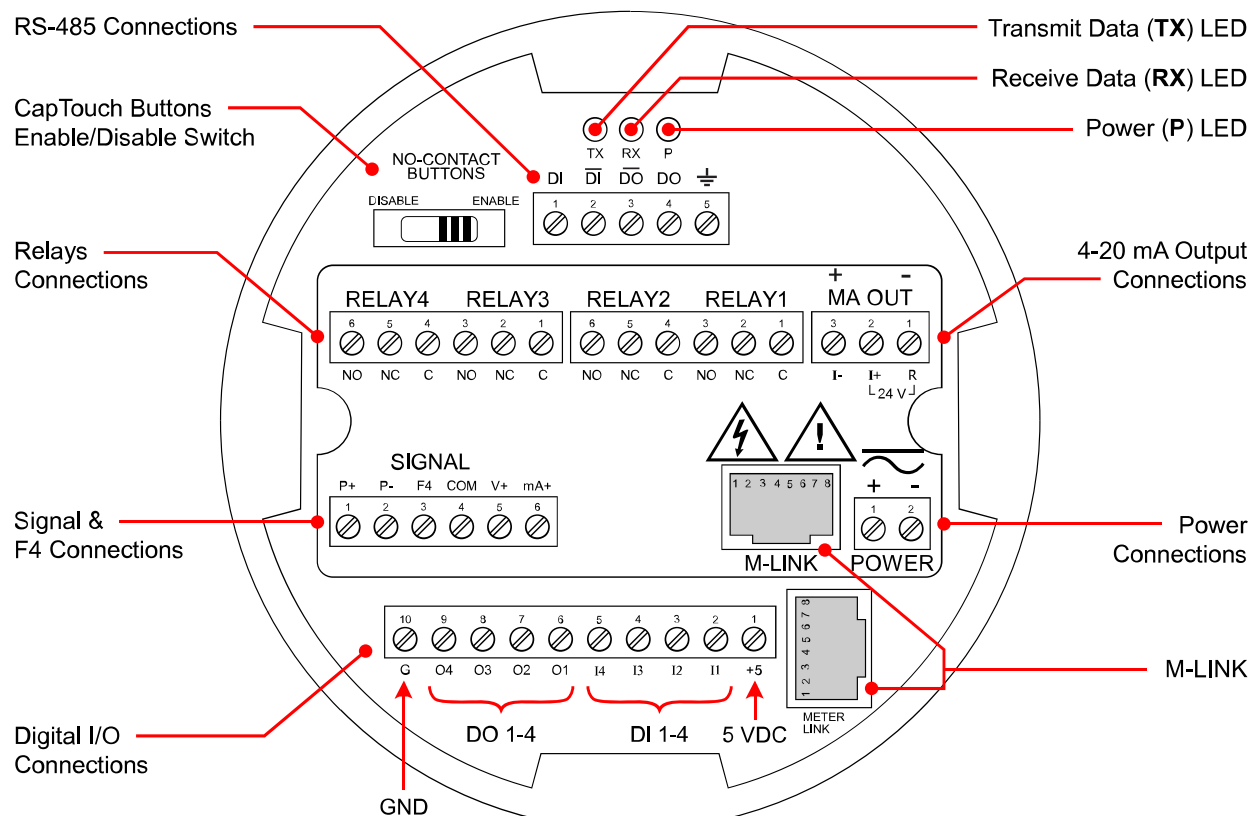 RS-485 Connections
Transmit Data (TX) LED
Receive Data (RX) LED
Power (P) LED
CapTouch Buttons
Enable/Disable Switch
TX RX P
NO-CONTACT
BUTTONS
DISABLE ENABLE
DI D̅I̅ D̅O̅ DO
1 2 3 4 5
Relays
Connections
4-20 mA Output
Connections
+ -
RELAY4 RELAY3 RELAY2 RELAY1 MA OUT
6 5 4 3 2 1 6 5 4 3 2 1 3 2 1
NO NC C NO NC C NO NC C NO NC C I- I+ R
24 V
SIGNAL
P+ P- F4 COM V+ mA+
1 2 3 4 5 6
1 2 3 4 5 6 7 8
+ -
1 2
M-LINK POWER
Signal &
F4 Connections
Power
Connections
10 9 8 7 6 5 4 3 2 1
G O4 O3 O2 O1 I4 I3 I2 I1 +5
1 2 3 4 5 6 7 8
METER
LINK
M-LINK
DO 1-4 DI 1-4 5 VDC
Digital I/O
Connections
GND